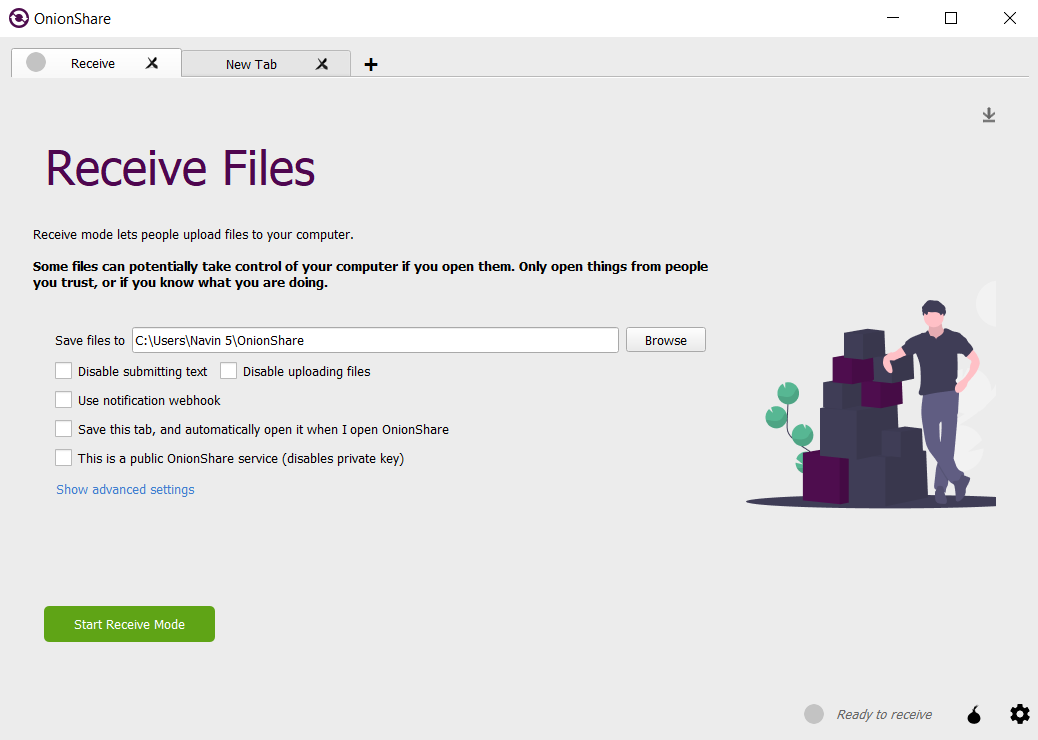 OnionShare
Receive
New Tab
Receive Files
Receive mode lets people upload files to your computer.
Some files can potentially take control of your computer if you open them. Only open things from people
you trust, or if you know what you are doing.
Save files to C:\Users\Navin 5\OnionShare Browse
Disable submitting text Disable uploading files
Use notification webhook
Save this tab, and automatically open it when I open OnionShare
This is a public OnionShare service (disables private key)
Show advanced settings
Start Receive Mode
Ready to receive